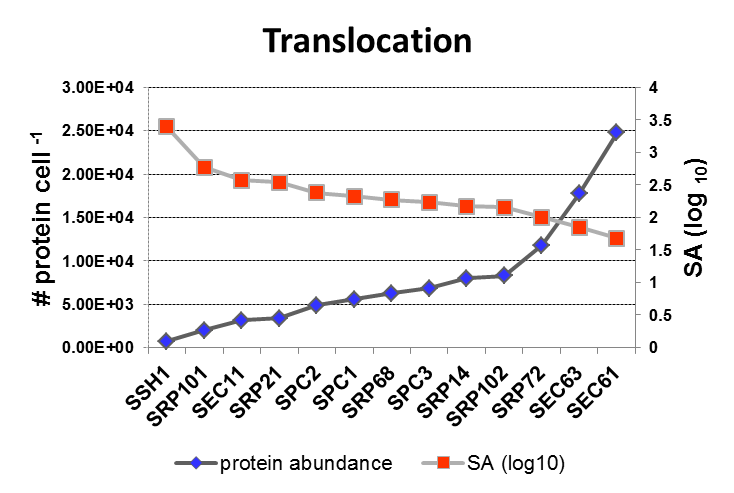 Translocation
3.00E+04
2.50E+04
2.00E+04
1.50E+04
1.00E+04
5.00E+03
0.00E+00
# protein cell -1
4
3.5
3
2.5
2
1.5
1
0.5
0
SA (log 10)
SSH1
SRP101
SEC11
SRP21
SPC2
SPC1
SRP68
SPC3
SRP14
SRP102
SRP72
SEC63
SEC61
protein abundance
SA (log10)